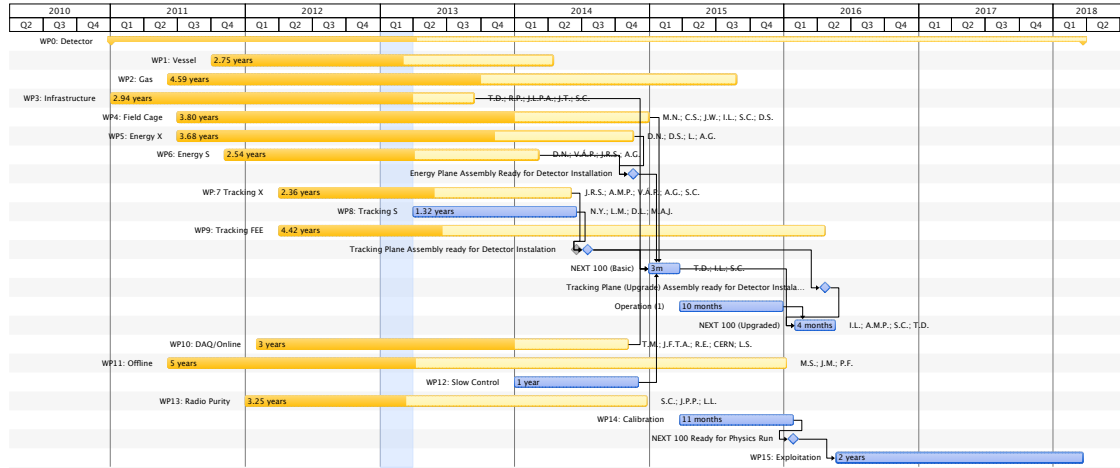 2010 2011 2012 2013 2014 2015 2016 2017 2018
Q2 Q3 Q4 Q1 Q2 Q3 Q4 Q1 Q2 Q3 Q4 Q1 Q2 Q3 Q4 Q1 Q2 Q3 Q4 Q1 Q2 Q3 Q4 Q1 Q2 Q3 Q4 Q1 Q2 Q3 Q4 Q1 Q2
WP0: Detector
WP1: Vessel 2.75 years
WP2: Gas 4.59 years
WP3: Infrastructure 2.94 years T.D.; R.P.; J.L.P.A.; J.T.; S.C.
WP4: Field Cage 3.80 years M.N.; C.S.; J.W.; I.L.; S.C.; D.S.
WP5: Energy X 3.68 years D.N.; D.S.; L.; A.G.
WP6: Energy S 2.54 years D.N.; V.Á.P.; J.R.S.; A.G.
Energy Plane Assembly Ready for Detector Installation
WP:7 Tracking X 2.36 years J.R.S.; A.M.P.; V.Á.P.; A.G.; S.C.
WP8: Tracking S 1.32 years N.Y.; L.M.; D.L.; M.A.J.
WP9: Tracking FEE 4.42 years
Tracking Plane Assembly ready for Detector Instalation
NEXT 100 (Basic) 3m T.D.; I.L.; S.C.
Tracking Plane (Upgrade) Assembly ready for Detector Instala...
Operation (1) 10 months
NEXT 100 (Upgraded) 4 months I.L.; A.M.P.; S.C.; T.D.
WP10: DAQ/Online 3 years T.M.; J.F.T.A.; R.E.; CERN; L.S.
WP11: Offline 5 years M.S.; J.M.; P.F.
WP12: Slow Control 1 year
WP13: Radio Purity 3.25 years S.C.; J.P.P.; L.L.
WP14: Calibration 11 months
NEXT 100 Ready for Physics Run
WP15: Exploitation 2 years